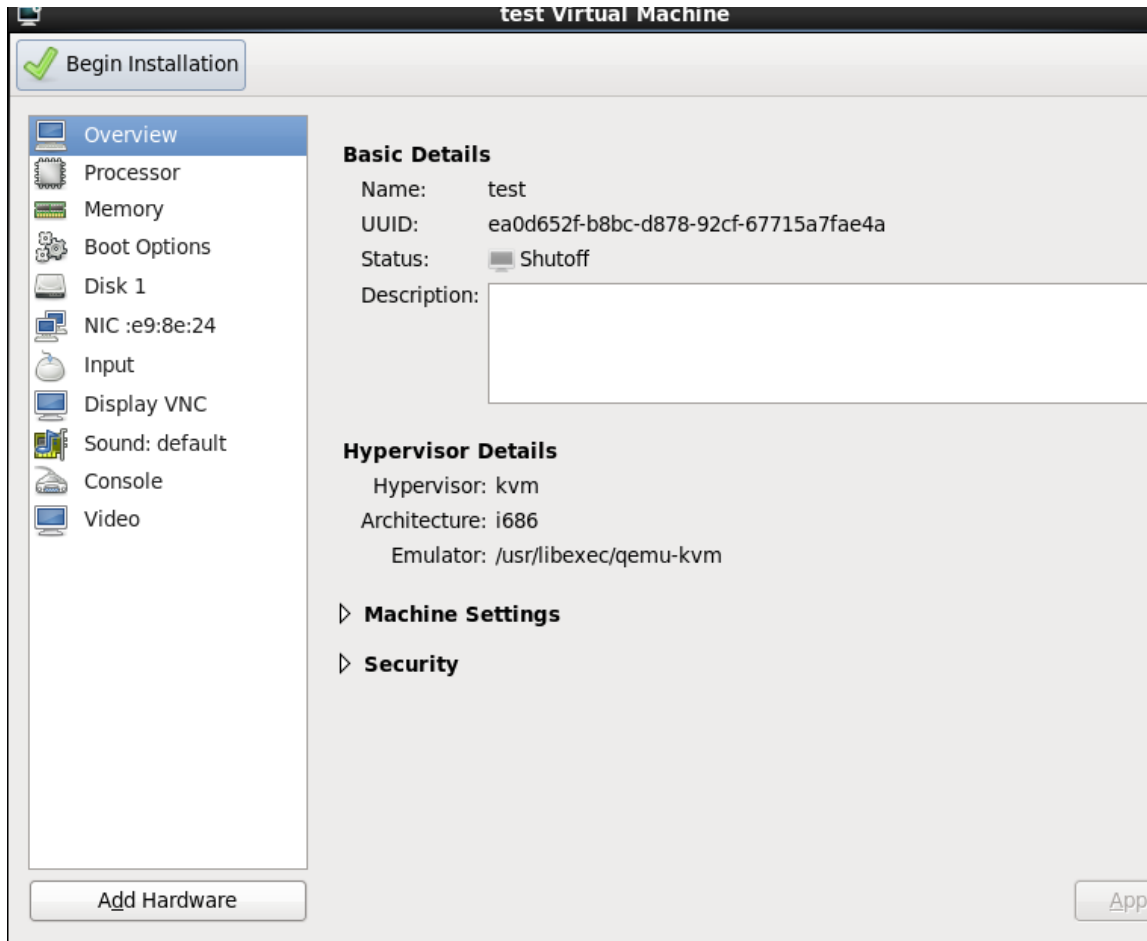 test Virtual Machine
Begin Installation
Overview
Processor
Memory
Boot Options
Disk 1
NIC :e9:8e:24
Input
Display VNC
Sound: default
Console
Video
Add Hardware
Basic Details
Name: test
UUID: ea0d652f-b8bc-d878-92cf-67715a7fae4a
Status: Shutoff
Description:
Hypervisor Details
Hypervisor: kvm
Architecture: i686
Emulator: /usr/libexec/qemu-kvm
Machine Settings
Security
App